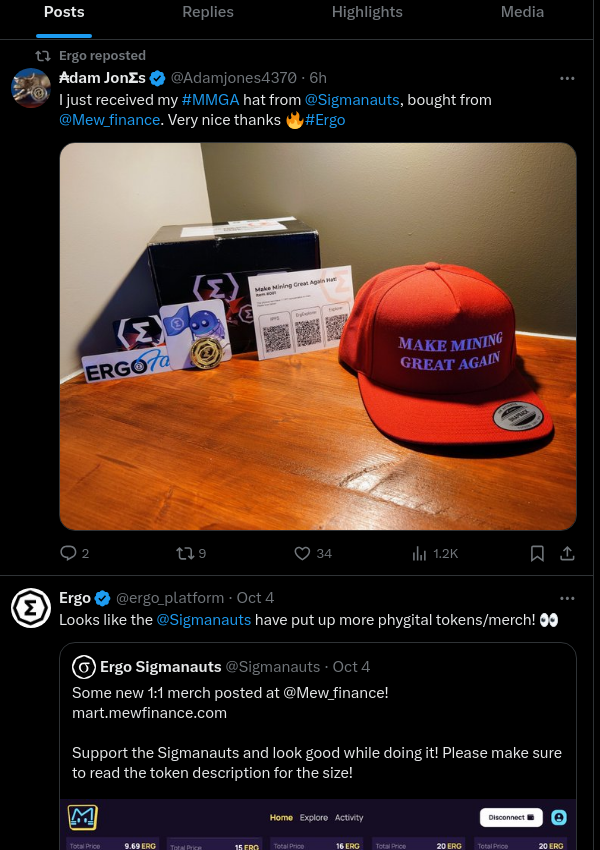 Posts Replies Highlights Media
Ergo reposted
₳dam JonΣs @Adamjones4370 · 6h
I just received my #MMGA hat from @Sigmanauts, bought from
@Mew_finance. Very nice thanks 🔥#Ergo
Make Mining Great Again Hat!
ERGO
MAKE MINING
GREAT AGAIN
SNAPBACK
2 9 34 1.2K
Ergo @ergo_platform · Oct 4
Looks like the @Sigmanauts have put up more phygital tokens/merch! 👀
Ergo Sigmanauts @Sigmanauts · Oct 4
Some new 1:1 merch posted at @Mew_finance!
mart.mewfinance.com
Support the Sigmanauts and look good while doing it! Please make sure
to read the token description for the size!
Home Explore Activity Disconnect
Total Price 9.69 ERG Total Price 15 ERG Total Price 16 ERG Total Price 20 ERG Total Price 20 ERG